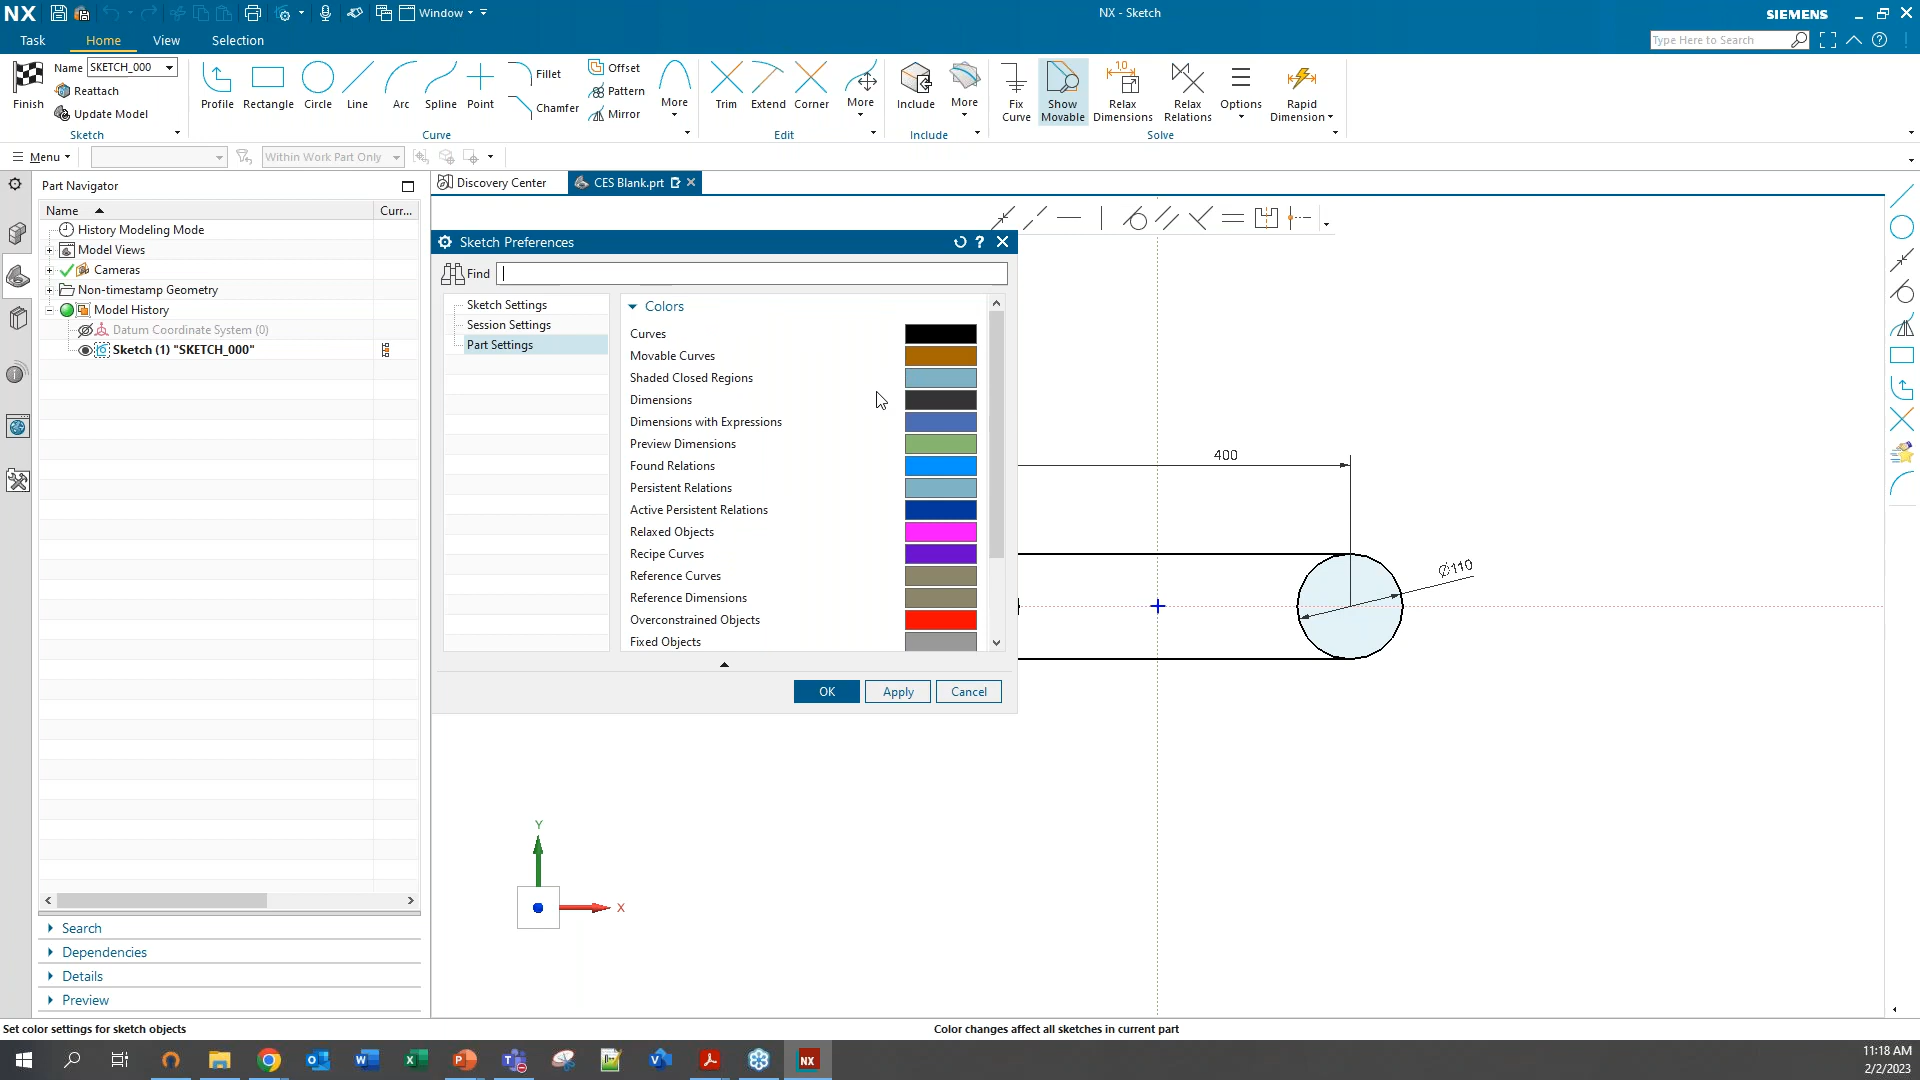 NX
Window
NX - Sketch
SIEMENS
Task
Home
View
Selection
Type Here to Search
Finish
Name
SKETCH_000
Reattach
Update Model
Sketch
Profile
Rectangle
Circle
Line
Arc
Spline
Point
Fillet
Chamfer
Offset
Pattern
Mirror
More
Curve
Trim
Extend
Corner
More
Edit
Include
More
Include
Fix
Curve
Show
Movable
Relax
Dimensions
Relax
Relations
Options
Rapid
Dimension
Solve
Menu
Within Work Part Only
Part Navigator
Discovery Center
CES Blank.prt
Name
Curr...
History Modeling Mode
Model Views
Cameras
Non-timestamp Geometry
Model History
Datum Coordinate System (0)
Sketch (1) "SKETCH_000"
Sketch Preferences
Find
Sketch Settings
Session Settings
Part Settings
Colors
Curves
Movable Curves
Shaded Closed Regions
Dimensions
Dimensions with Expressions
Preview Dimensions
Found Relations
Persistent Relations
Active Persistent Relations
Relaxed Objects
Recipe Curves
Reference Curves
Reference Dimensions
Overconstrained Objects
Fixed Objects
OK
Apply
Cancel
400
Ø110
Y
X
Search
Dependencies
Details
Preview
Set color settings for sketch objects
Color changes affect all sketches in current part
11:18 AM
2/2/2023